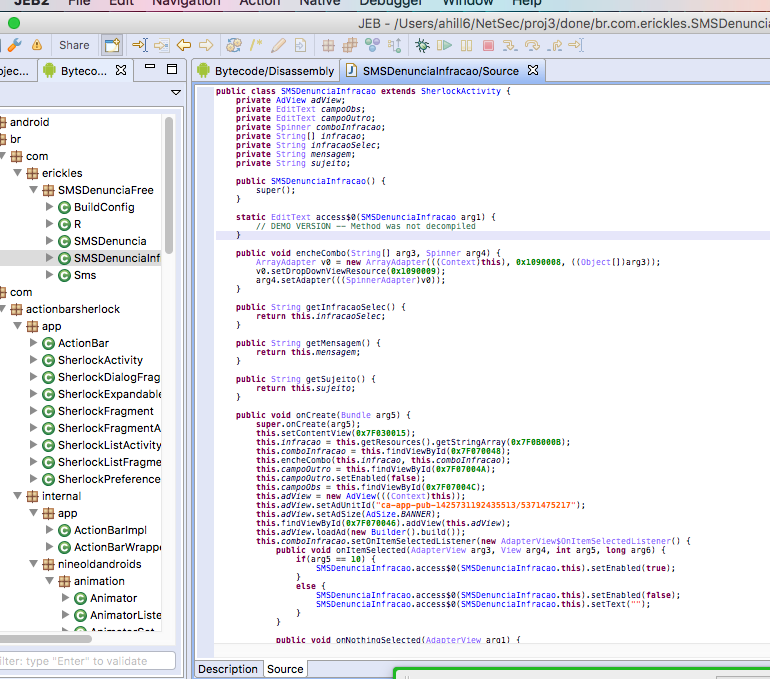 JEB2 File Edit Navigation Action Native Debugger Window Help
JEB - /Users/ahill6/NetSec/proj3/done/br.com.erickles.SMSDenuncia
Share
ojec... Byteco...
Bytecode/Disassembly SMSDenunciaInfracao/Source
android
br
com
erickles
SMSDenunciaFree
BuildConfig
R
SMSDenuncia
SMSDenunciaInf
Sms
com
actionbarsherlock
app
ActionBar
SherlockActivity
SherlockDialogFrag
SherlockExpandable
SherlockFragment
SherlockFragmentA
SherlockListActivity
SherlockListFragme
SherlockPreference
internal
app
ActionBarImpl
ActionBarWrappe
nineoldandroids
animation
Animator
AnimatorListe
AnimatorSet
ilter: type "Enter" to validate
public class SMSDenunciaInfracao extends SherlockActivity {
    private AdView adView;
    private EditText campoObs;
    private EditText campoOutro;
    private Spinner comboInfracao;
    private String[] infracao;
    private String infracaoSelec;
    private String mensagem;
    private String sujeito;
    public SMSDenunciaInfracao() {
        super();
    }
    static EditText access$0(SMSDenunciaInfracao arg1) {
        // DEMO VERSION -- Method was not decompiled
    }
    public void encheCombo(String[] arg3, Spinner arg4) {
        ArrayAdapter v0 = new ArrayAdapter(((Context)this), 0x1090008, ((Object[])arg3));
        v0.setDropDownViewResource(0x1090009);
        arg4.setAdapter(((SpinnerAdapter)v0));
    }
    public String getInfracaoSelec() {
        return this.infracaoSelec;
    }
    public String getMensagem() {
        return this.mensagem;
    }
    public String getSujeito() {
        return this.sujeito;
    }
    public void onCreate(Bundle arg5) {
        super.onCreate(arg5);
        this.setContentView(0x7F030015);
        this.infracao = this.getResources().getStringArray(0x7F0B000B);
        this.comboInfracao = this.findViewById(0x7F070048);
        this.encheCombo(this.infracao, this.comboInfracao);
        this.campoOutro = this.findViewById(0x7F07004A);
        this.campoOutro.setEnabled(false);
        this.campoObs = this.findViewById(0x7F07004C);
        this.adView = new AdView(((Context)this));
        this.adView.setAdUnitId("ca-app-pub-1425731192435513/5371475217");
        this.adView.setAdSize(AdSize.BANNER);
        this.findViewById(0x7F070046).addView(this.adView);
        this.adView.loadAd(new Builder().build());
        this.comboInfracao.setOnItemSelectedListener(new AdapterView$OnItemSelectedListener() {
            public void onItemSelected(AdapterView arg3, View arg4, int arg5, long arg6) {
                if(arg5 == 10) {
                    SMSDenunciaInfracao.access$0(SMSDenunciaInfracao.this).setEnabled(true);
                }
                else {
                    SMSDenunciaInfracao.access$0(SMSDenunciaInfracao.this).setEnabled(false);
                    SMSDenunciaInfracao.access$0(SMSDenunciaInfracao.this).setText("");
                }
            }
            public void onNothingSelected(AdapterView arg1) {
Description Source